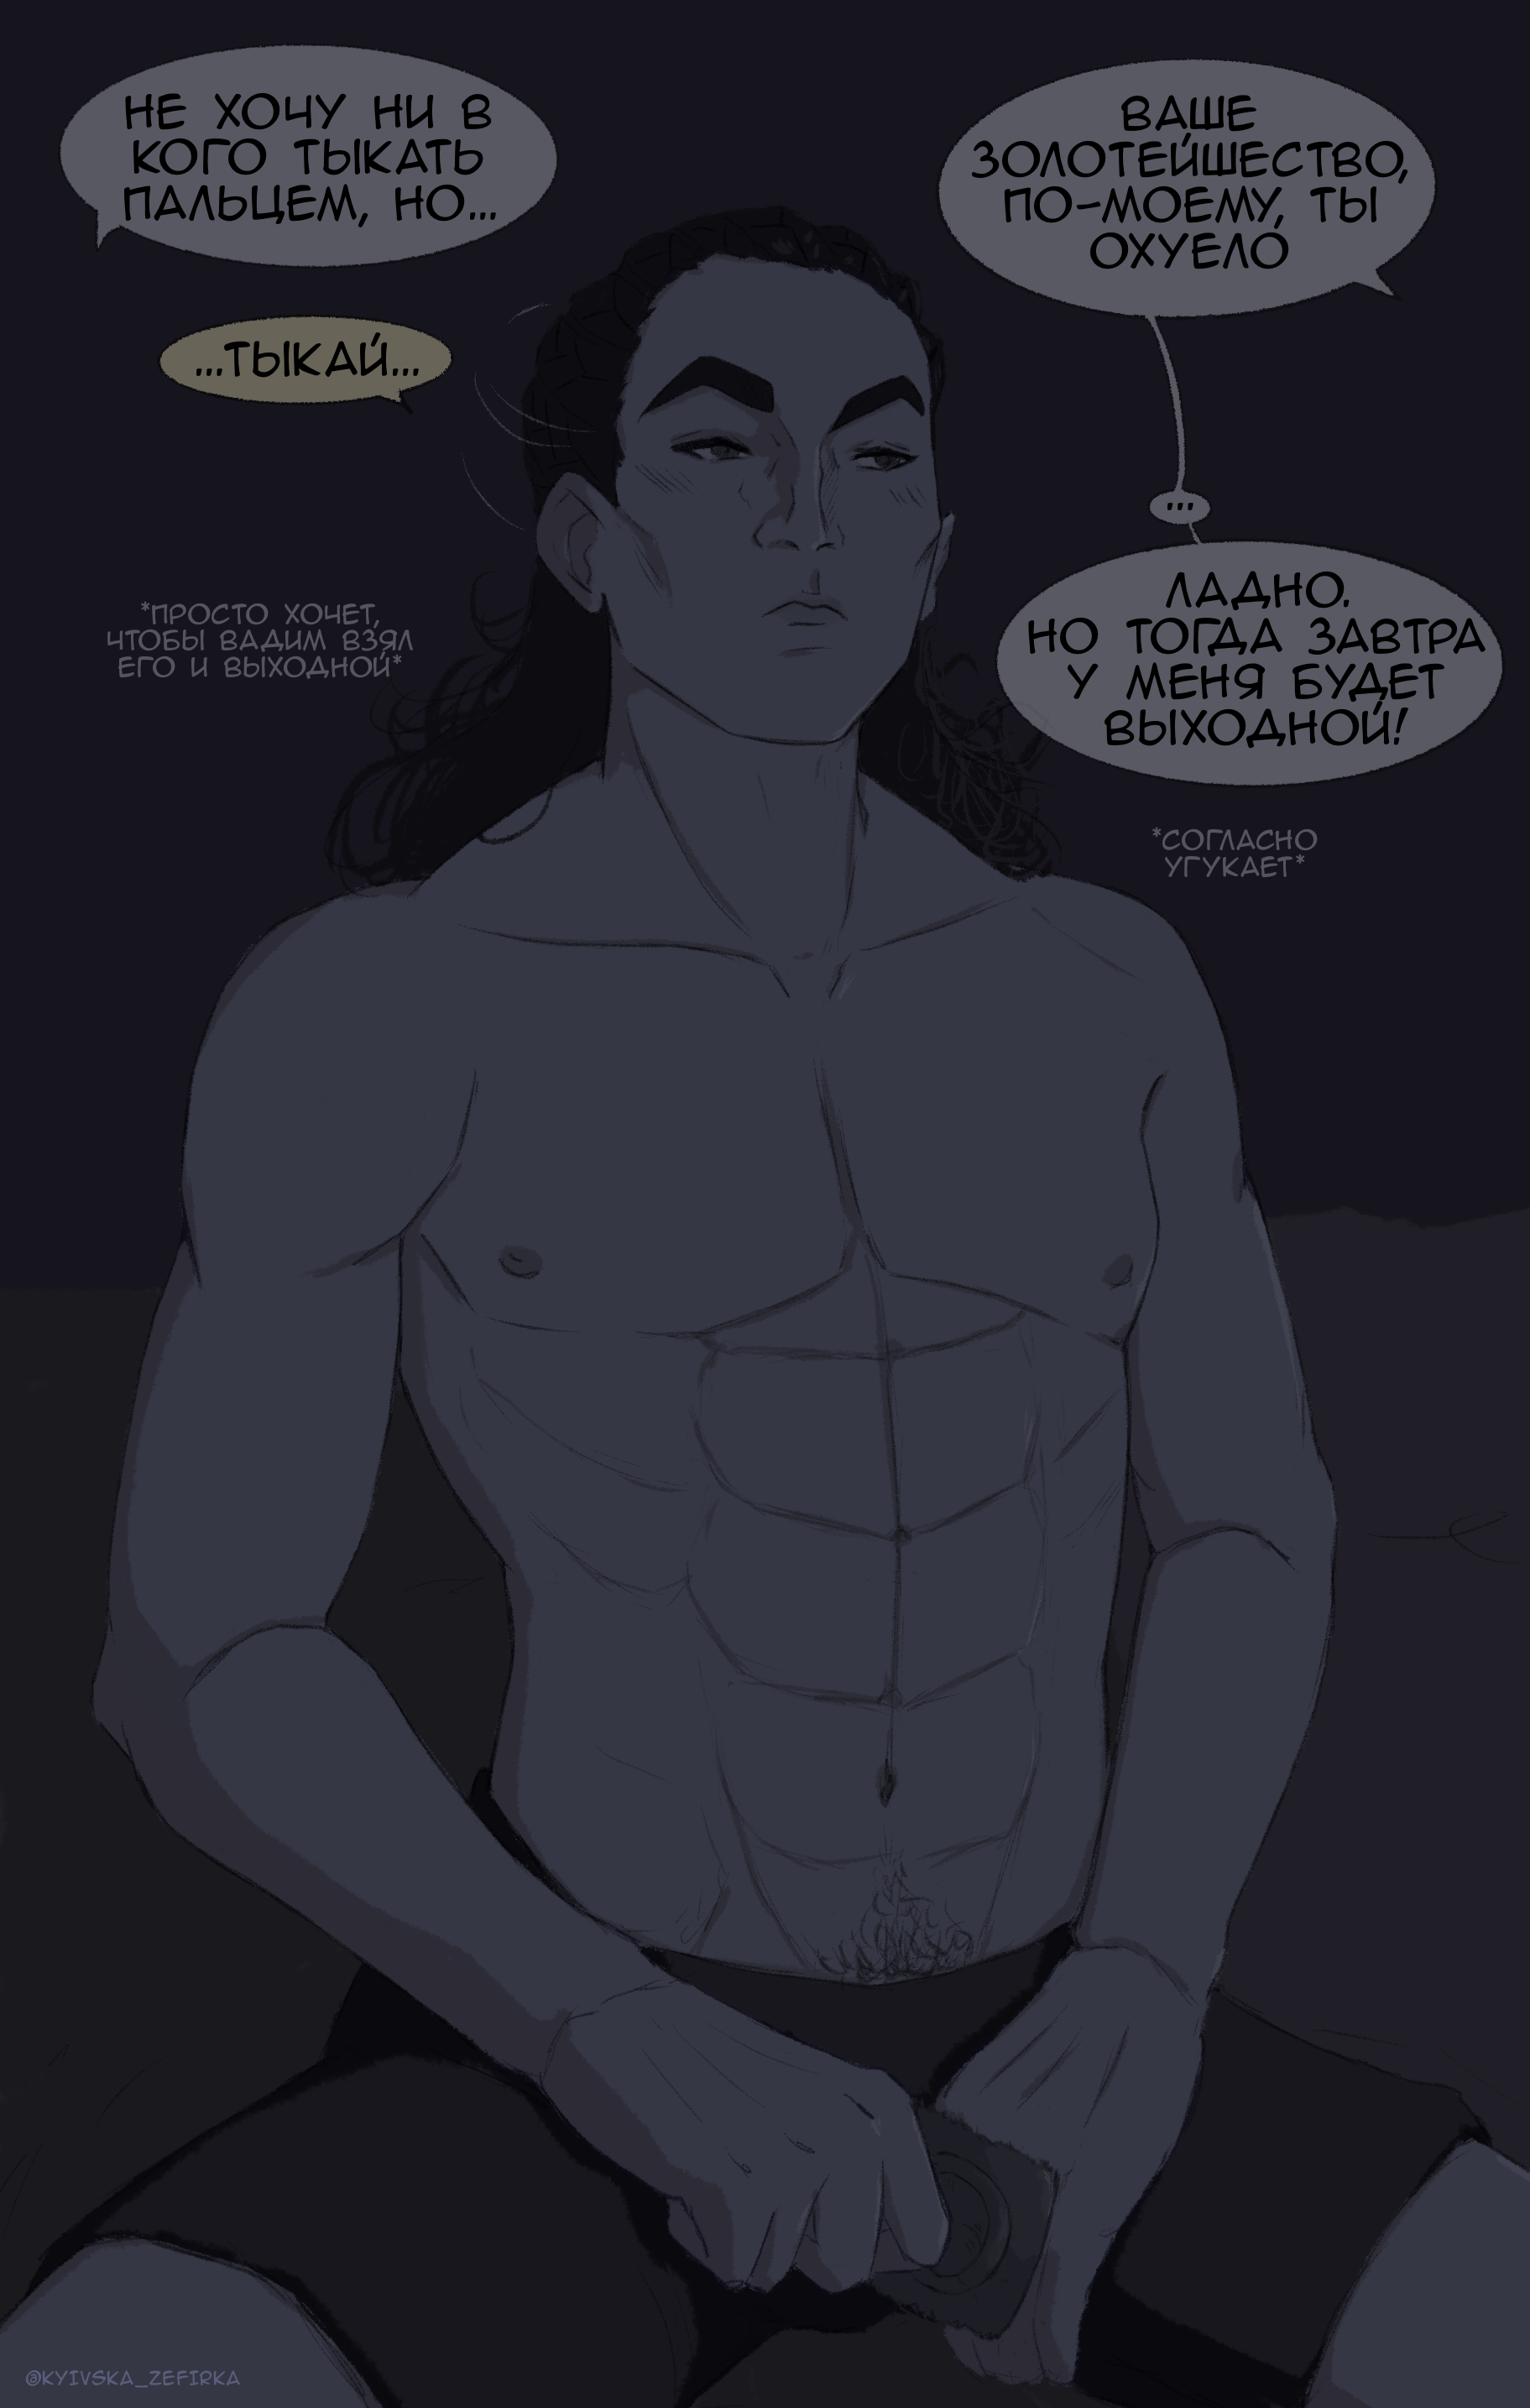 НЕ ХОЧУ НИ В
КОГО ТЫКАТЬ
ПАЛЬЦЕМ, НО...
...ТЫКАЙ...
*ПРОСТО ХОЧЕТ,
ЧТОБЫ ВАДИМ ВЗЯЛ
ЕГО И ВЫХОДНОЙ*
ВАШЕ
ЗОЛОТЕЙШЕСТВО,
ПО-МОЕМУ, ТЫ
ОХУЕЛО́
...
ЛАДНО.
НО ТОГДА ЗАВТРА
У МЕНЯ БУДЕТ
ВЫХОДНОЙ!
*СОГЛАСНО
УГУКАЕТ*
@KYIVSKA_ZEFIRKA